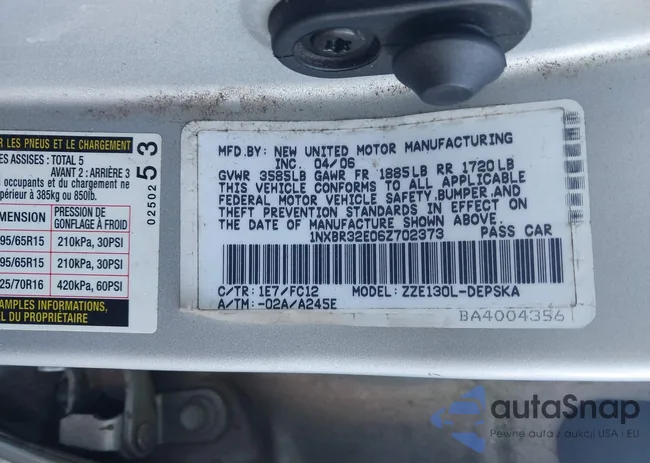 R LES PNEUS ET LE CHARGEMENT
ES ASSISES: TOTAL 5
AVANT 2: ARRIÈRE 3
occupants et du chargement
périeur à 385kg ou 850lb.
MENSION PRESSION DE GONFLAGE À FROID
95/65R15 210kPa, 30PSI
95/65R15 210kPa, 30PSI
25/70R16 420kPa, 60PSI
AMPLES INFORMATIONS,
EL DU PROPRIÉTAIRE
02502 53
MFD. BY: NEW UNITED MOTOR MANUFACTURING
INC. 04/06
GVWR 3585LB GAWR FR 1885LB RR 1720LB
THIS VEHICLE CONFORMS TO ALL APPLICABLE
FEDERAL MOTOR VEHICLE SAFETY, BUMPER, AND
THEFT PREVENTION STANDARDS IN EFFECT ON
THE DATE OF MANUFACTURE SHOWN ABOVE.
1NXBR32E06Z702373 PASS CAR
C/TR: 1E7/FC12 MODEL: ZZE130L-DEPSKA
A/TM: -02A/A245E
BA4004356
autaSnap
Pewne auta z aukcji USA i EU